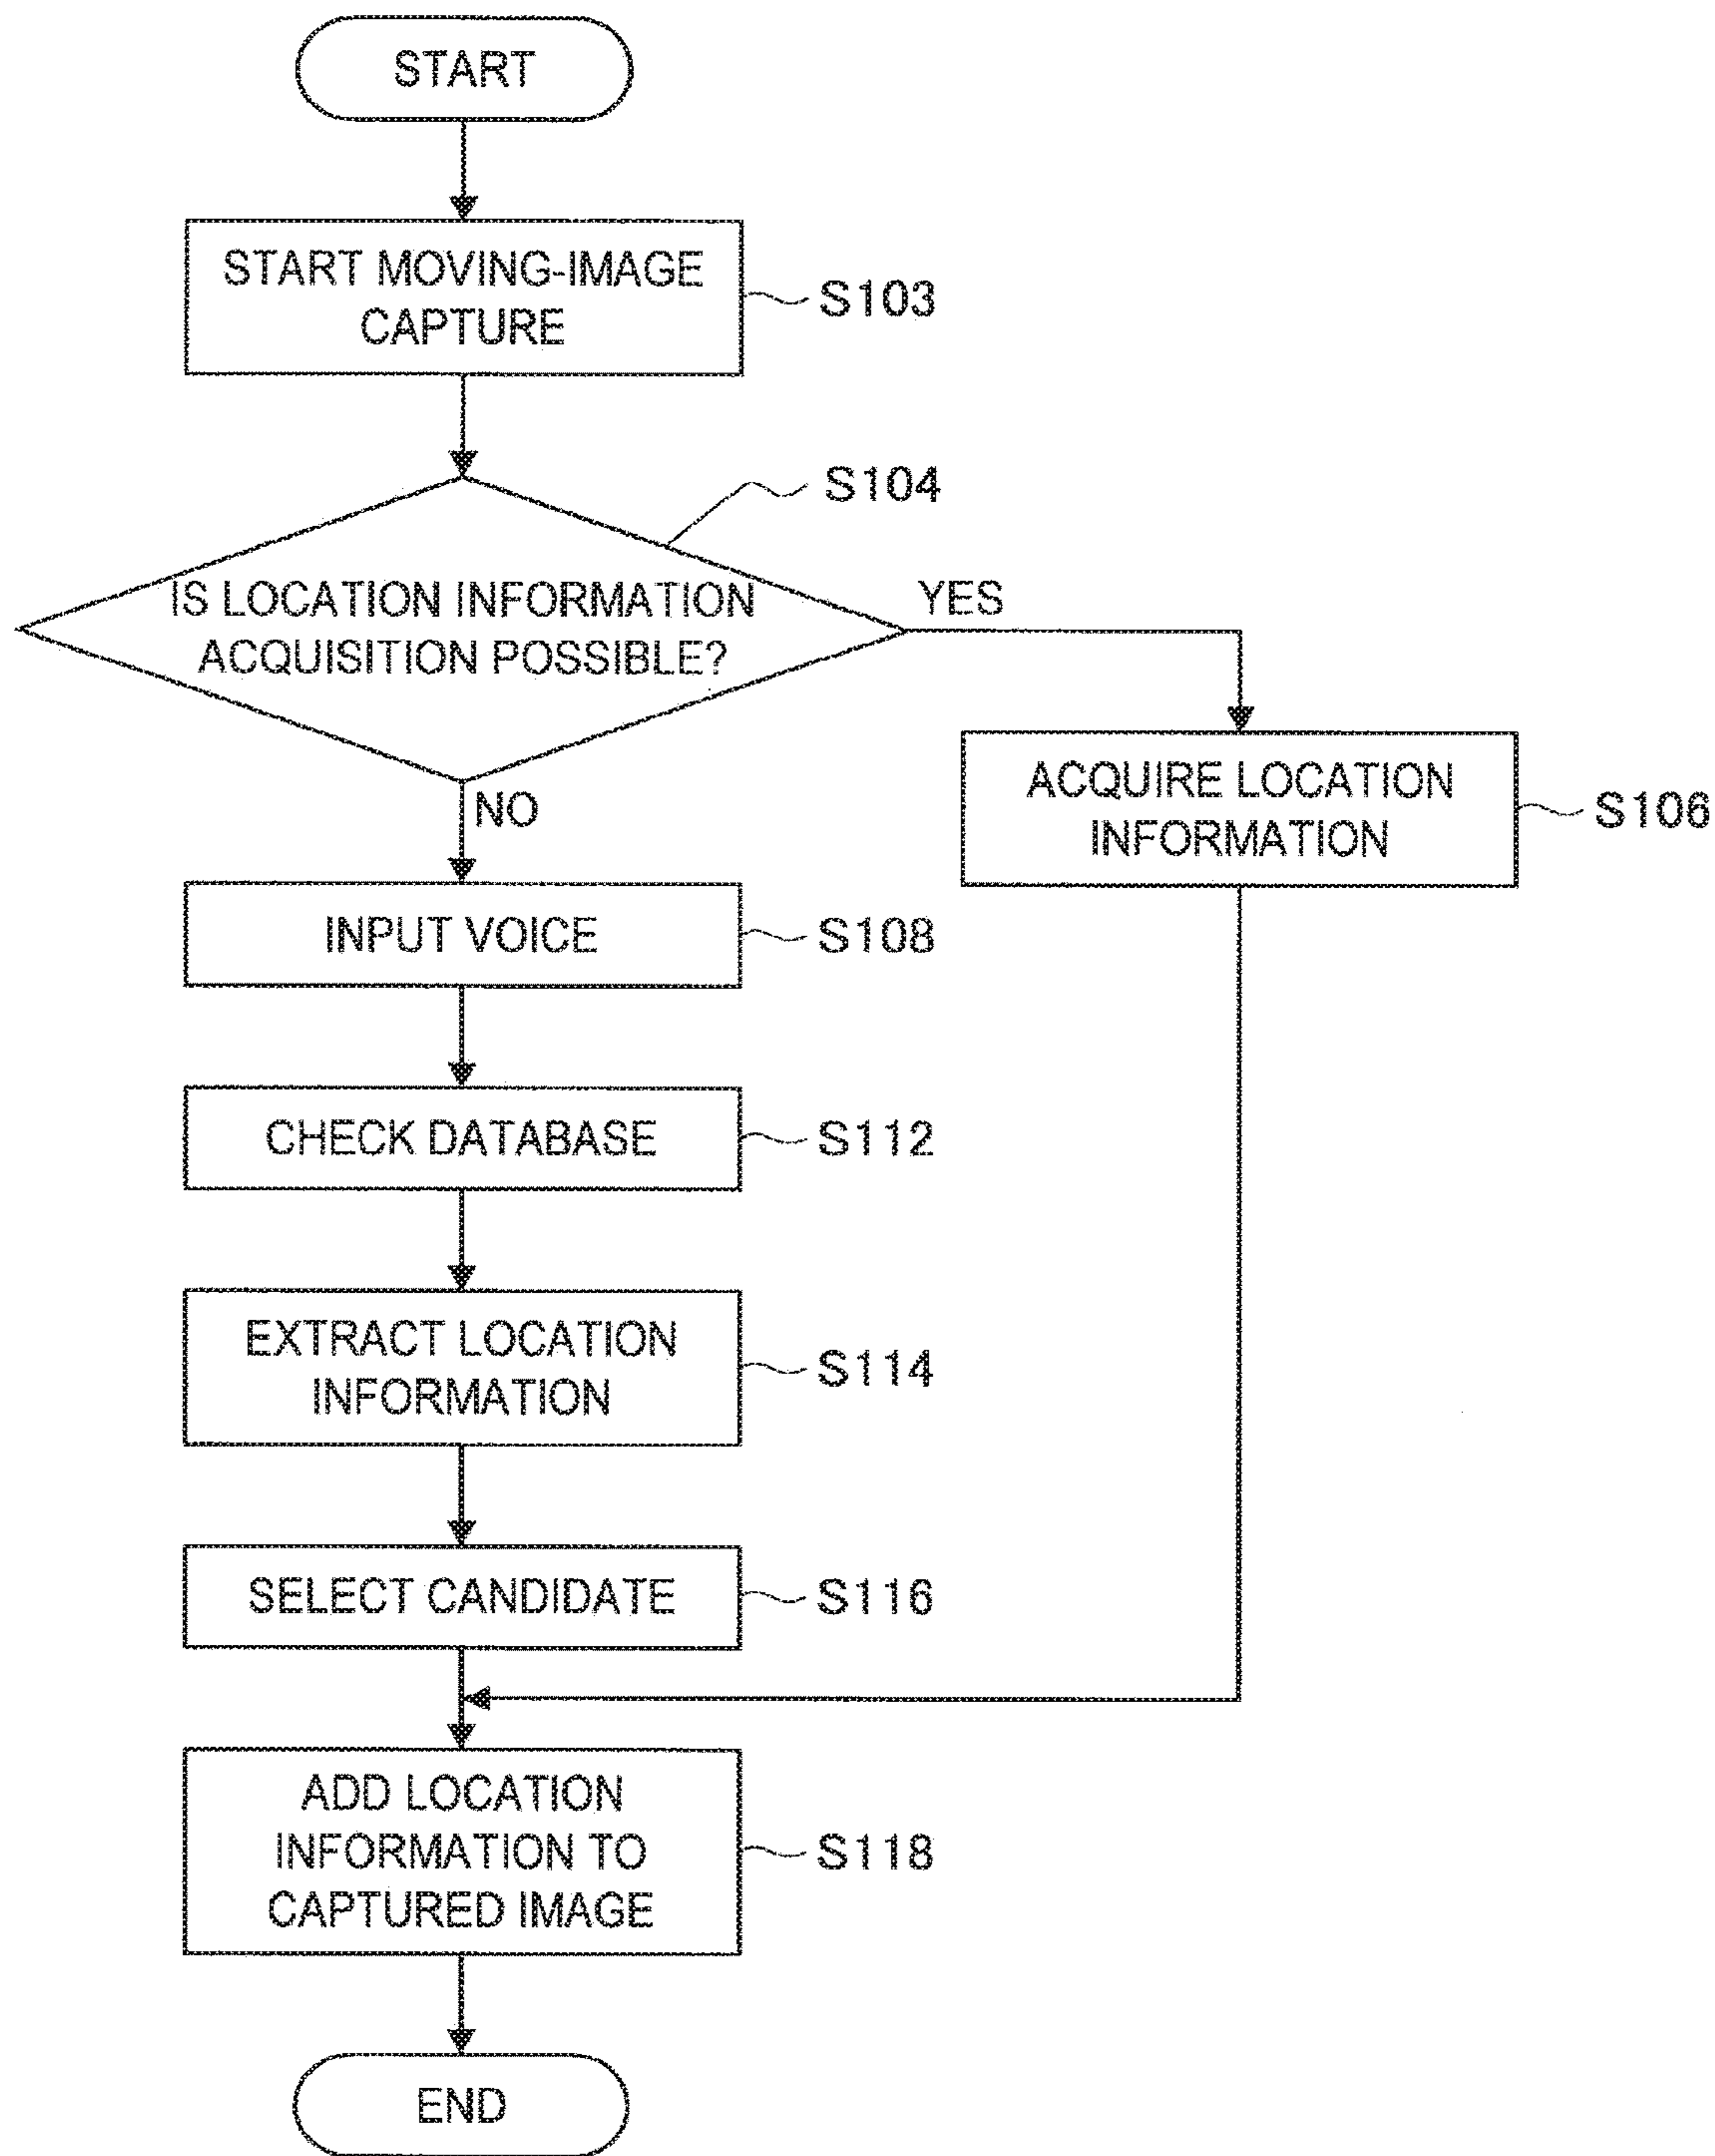 START
START MOVING-IMAGE
CAPTURE
S103
S104
IS LOCATION INFORMATION
ACQUISITION POSSIBLE?
YES
NO
ACQUIRE LOCATION
INFORMATION
S106
INPUT VOICE
S108
CHECK DATABASE
S112
EXTRACT LOCATION
INFORMATION
S114
SELECT CANDIDATE
S116
ADD LOCATION
INFORMATION TO
CAPTURED IMAGE
S118
END